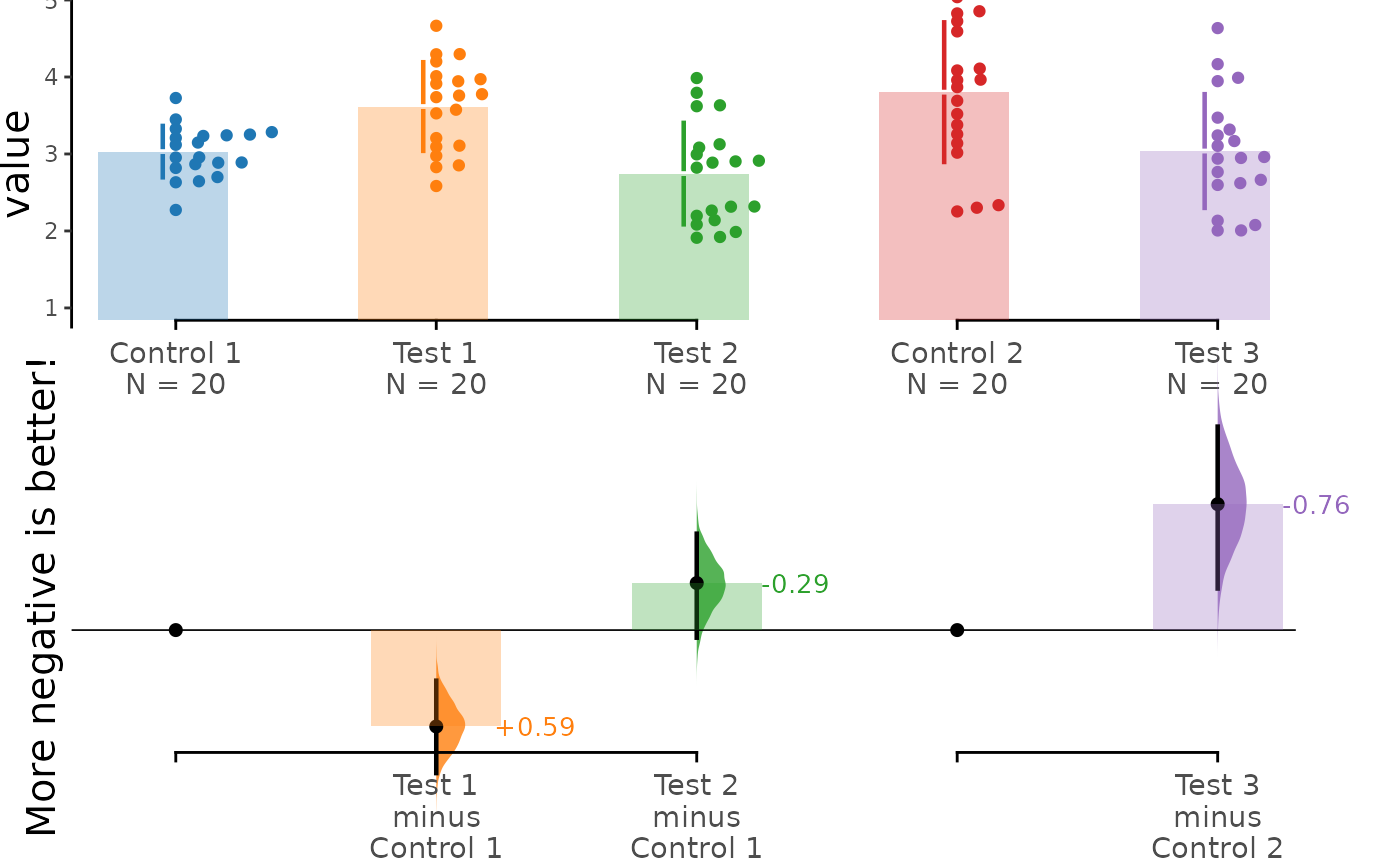 5
4
3
2
1
value
Control 1
N = 20
Test 1
N = 20
Test 2
N = 20
Control 2
N = 20
Test 3
N = 20
More negative is better!
-0.76
-0.29
+0.59
Test 1
minus
Control 1
Test 2
minus
Control 1
Test 3
minus
Control 2